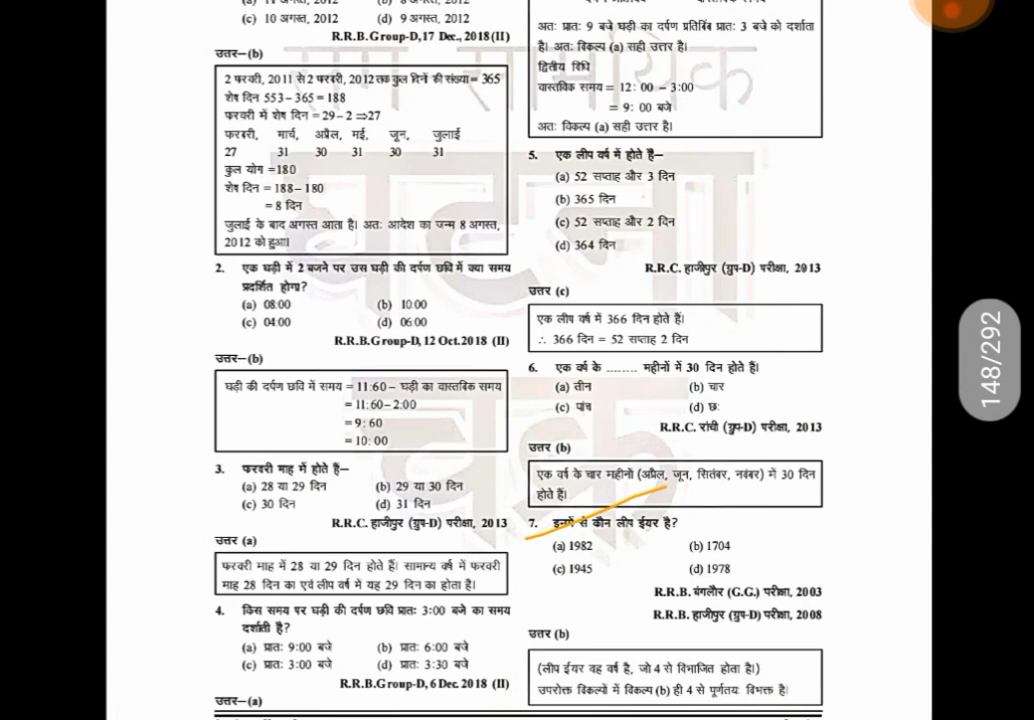 (c) 10 अगस्त, 2012 (d) 9 अगस्त, 2012
R.R.B. Group-D, 17 Dec., 2018 (II)
उत्तर–(b)
2 फरवरी, 2011 से 2 फरवरी, 2012 तक कुल दिनों की संख्या = 365
शेष दिन 553 – 365 = 188
फरवरी में शेष दिन = 29 – 2 ⇒ 27
फरवरी, मार्च, अप्रैल, मई, जून, जुलाई
27 31 30 31 30 31
कुल योग = 180
शेष दिन = 188 – 180
= 8 दिन
जुलाई के बाद अगस्त आता है। अत: आदेश का जन्म 8 अगस्त,
2012 को हुआ।
2. एक घड़ी में 2 बजने पर उस घड़ी की दर्पण छवि में क्या समय
प्रदर्शित होगा?
(a) 08:00 (b) 10:00
(c) 04:00 (d) 06:00
R.R.B. Group-D, 12 Oct. 2018 (II)
उत्तर–(b)
घड़ी की दर्पण छवि में समय = 11:60 – घड़ी का वास्तविक समय
= 11:60 – 2:00
= 9:60
= 10:00
3. फरवरी माह में होते हैं–
(a) 28 या 29 दिन (b) 29 या 30 दिन
(c) 30 दिन (d) 31 दिन
R.R.C. हाजीपुर (ग्रुप-D) परीक्षा, 2013
उत्तर (a)
फरवरी माह में 28 या 29 दिन होते हैं। सामान्य वर्ष में फरवरी
माह 28 दिन का एवं लीप वर्ष में यह 29 दिन का होता है।
4. किस समय पर घड़ी की दर्पण छवि प्रात: 3:00 बजे का समय
दर्शाती है?
(a) प्रात: 9:00 बजे (b) प्रात: 6:00 बजे
(c) प्रात: 3:00 बजे (d) प्रात: 3:30 बजे
R.R.B. Group-D, 6 Dec. 2018 (II)
उत्तर–(a)
अत: प्रात: 9 बजे घड़ी का दर्पण प्रतिबिंब प्रात: 3 बजे को दर्शाता
है। अत: विकल्प (a) सही उत्तर है।
द्वितीय विधि
वास्तविक समय = 12:00 – 3:00
= 9:00 बजे
अत: विकल्प (a) सही उत्तर है।
5. एक लीप वर्ष में होते है–
(a) 52 सप्ताह और 3 दिन
(b) 365 दिन
(c) 52 सप्ताह और 2 दिन
(d) 364 दिन
R.R.C. हाजीपुर (ग्रुप-D) परीक्षा, 2013
उत्तर (c)
एक लीप वर्ष में 366 दिन होते हैं।
∴ 366 दिन = 52 सप्ताह 2 दिन
6. एक वर्ष के ........ महीनों में 30 दिन होते हैं।
(a) तीन (b) चार
(c) पांच (d) छ:
R.R.C. रांची (ग्रुप-D) परीक्षा, 2013
उत्तर (b)
एक वर्ष के चार महीनों (अप्रैल, जून, सितंबर, नवंबर) में 30 दिन
होते हैं।
7. इनमें से कौन लीप ईयर है?
(a) 1982 (b) 1704
(c) 1945 (d) 1978
R.R.B. बंगलौर (G.G.) परीक्षा, 2003
R.R.B. हाजीपुर (ग्रुप-D) परीक्षा, 2008
उत्तर (b)
(लीप ईयर वह वर्ष है, जो 4 से विभाजित होता है।)
उपरोक्त विकल्पों में विकल्प (b) ही 4 से पूर्णतय: विभक्त है।
148/292
सम सामयिक
घटना
चक्र